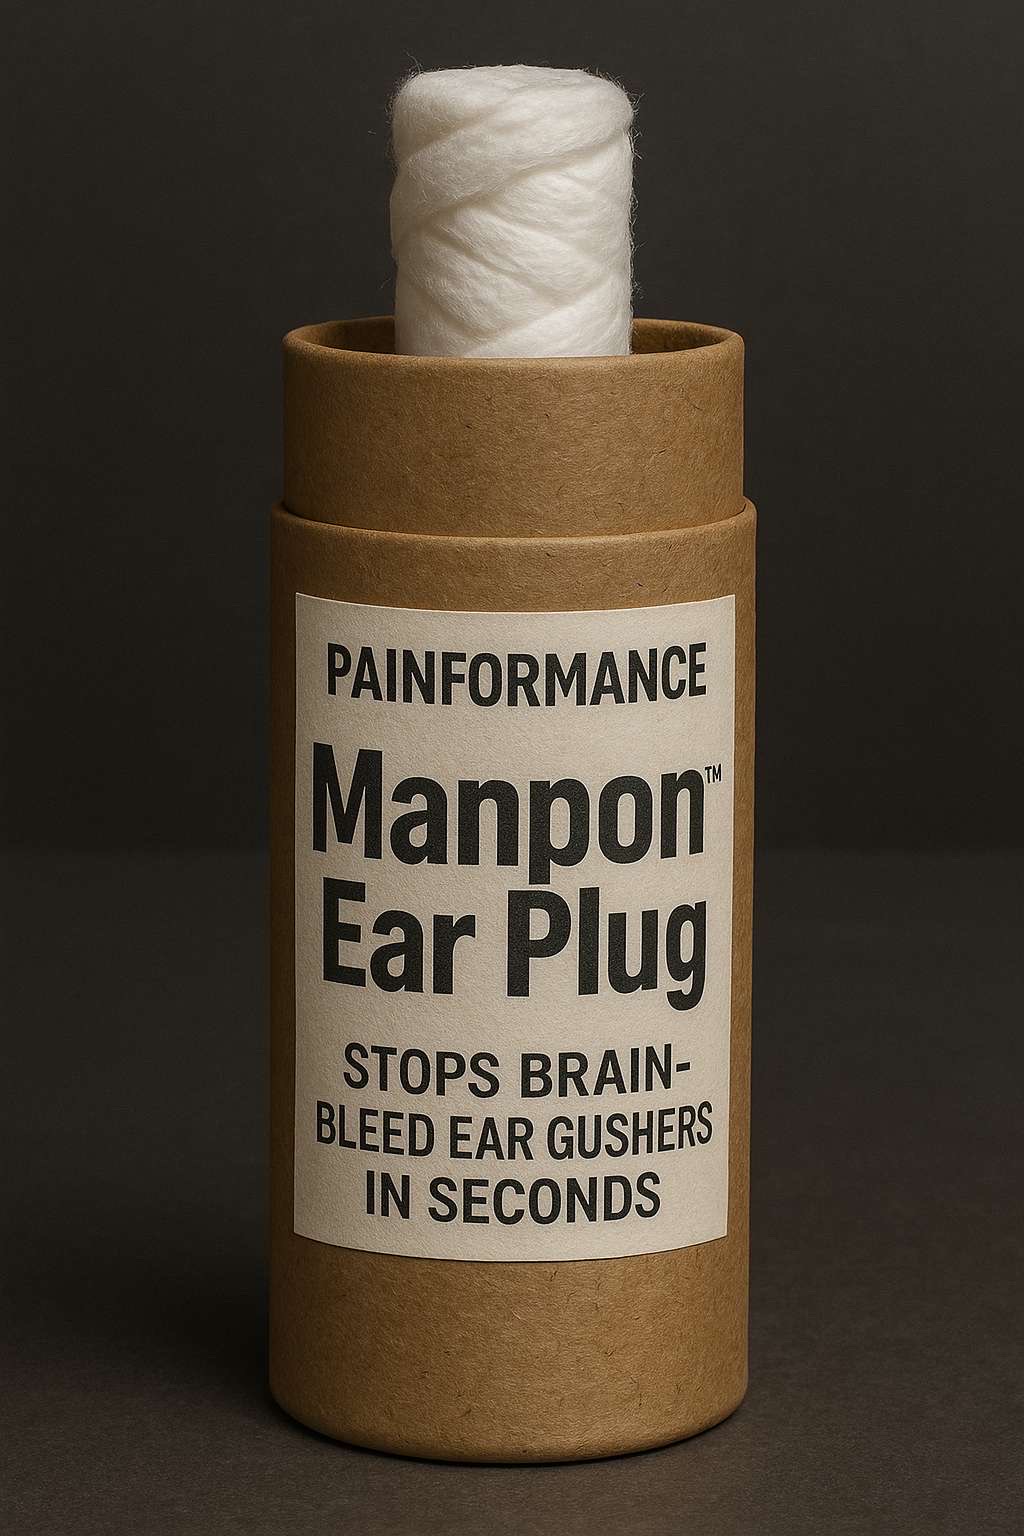 PAINFORMANCE
Manpon™
Ear Plug
STOPS BRAIN-
BLEED EAR GUSHERS
IN SECONDS